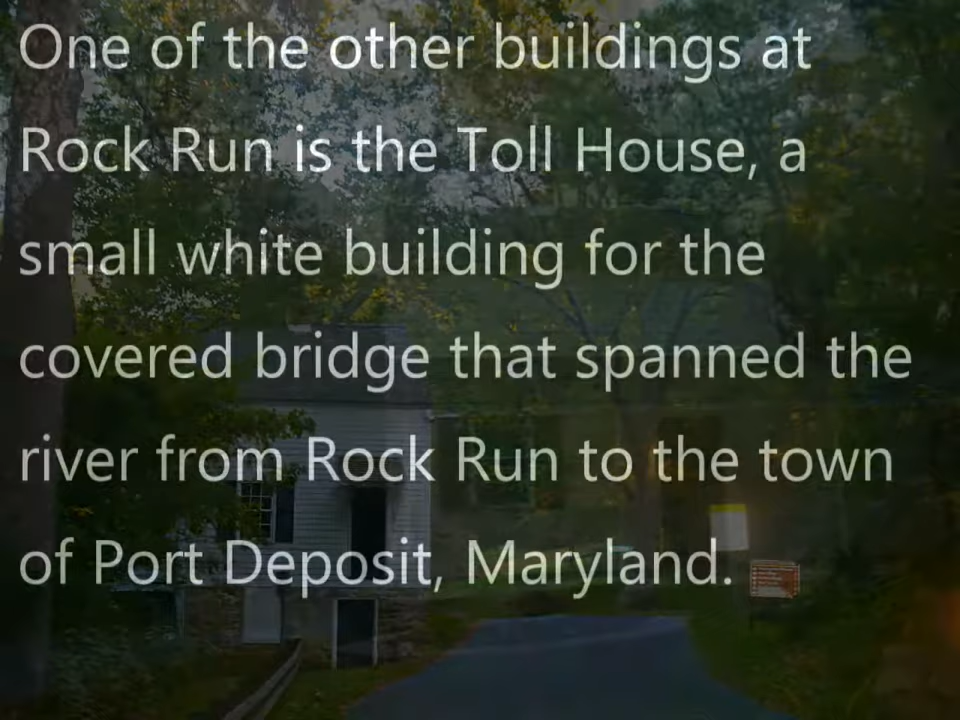 One of the other buildings at
Rock Run is the Toll House, a
small white building for the
covered bridge that spanned the
river from Rock Run to the town
of Port Deposit, Maryland.